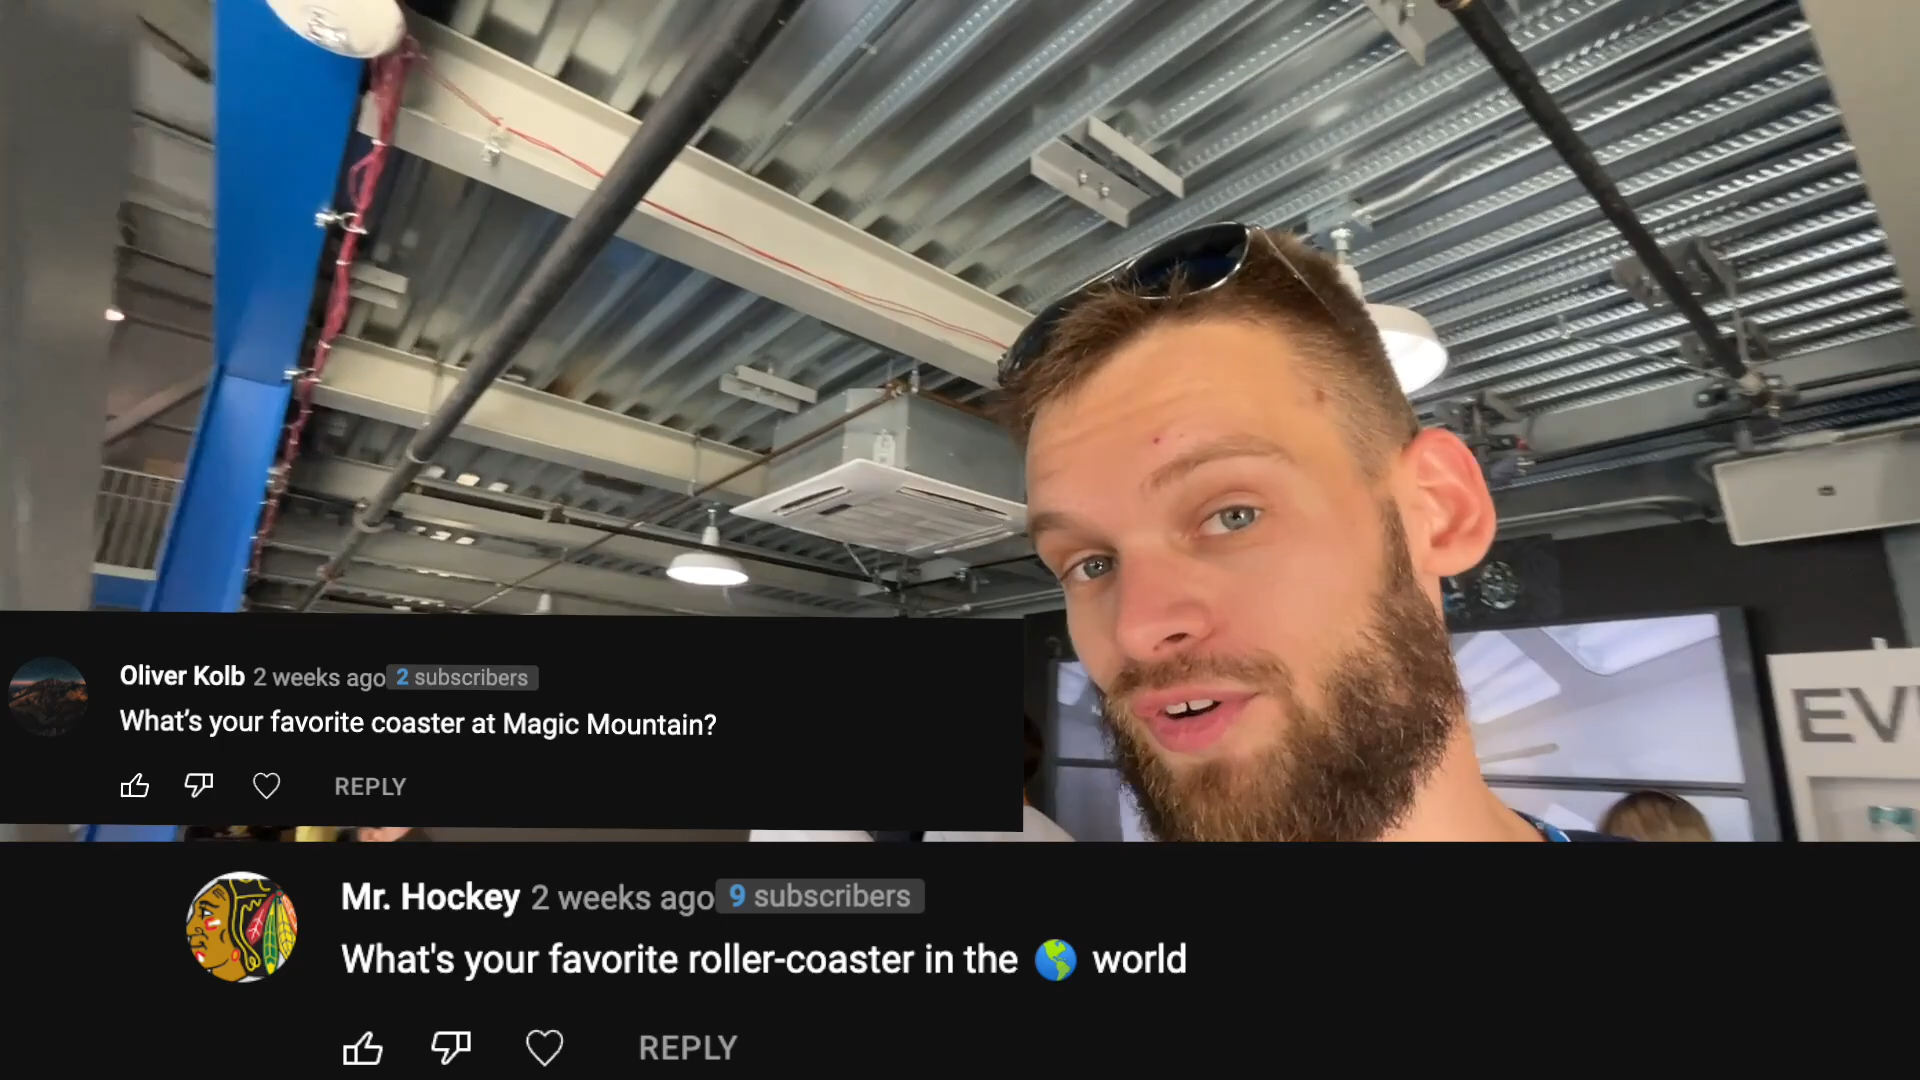 EV
Oliver Kolb 2 weeks ago 2 subscribers
What's your favorite coaster at Magic Mountain?
REPLY
Mr. Hockey 2 weeks ago 9 subscribers
What's your favorite roller-coaster in the 🌎 world
REPLY